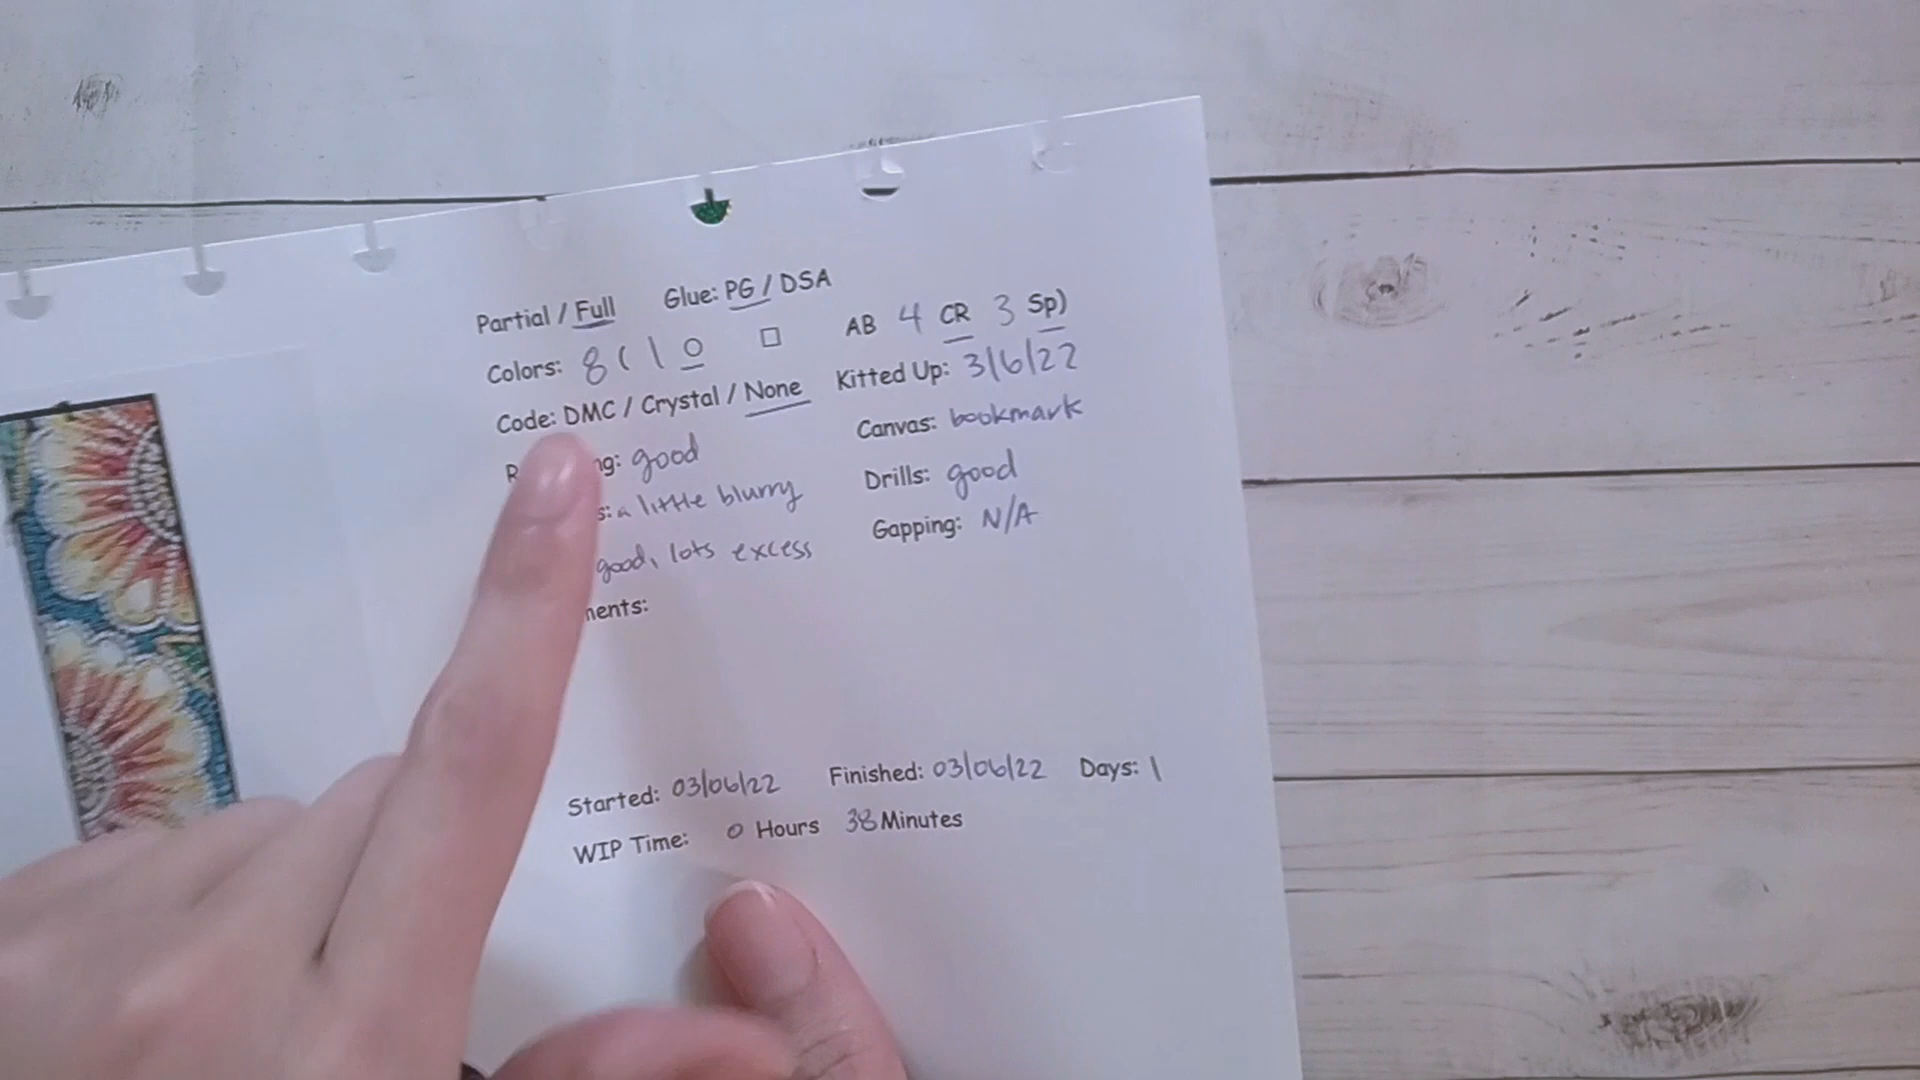 Partial / Full Glue: PG / DSA
Colors: 8 ( 1 ○ □ AB 4 CR 3 Sp)
Code: DMC / Crystal / None Kitted Up: 3/6/22
good Canvas: bookmark
a little blurry Drills: good
good, lots excess Gapping: N/A
Started: 03/06/22 Finished: 03/06/22 Days: 1
WIP Time: 0 Hours 38 Minutes